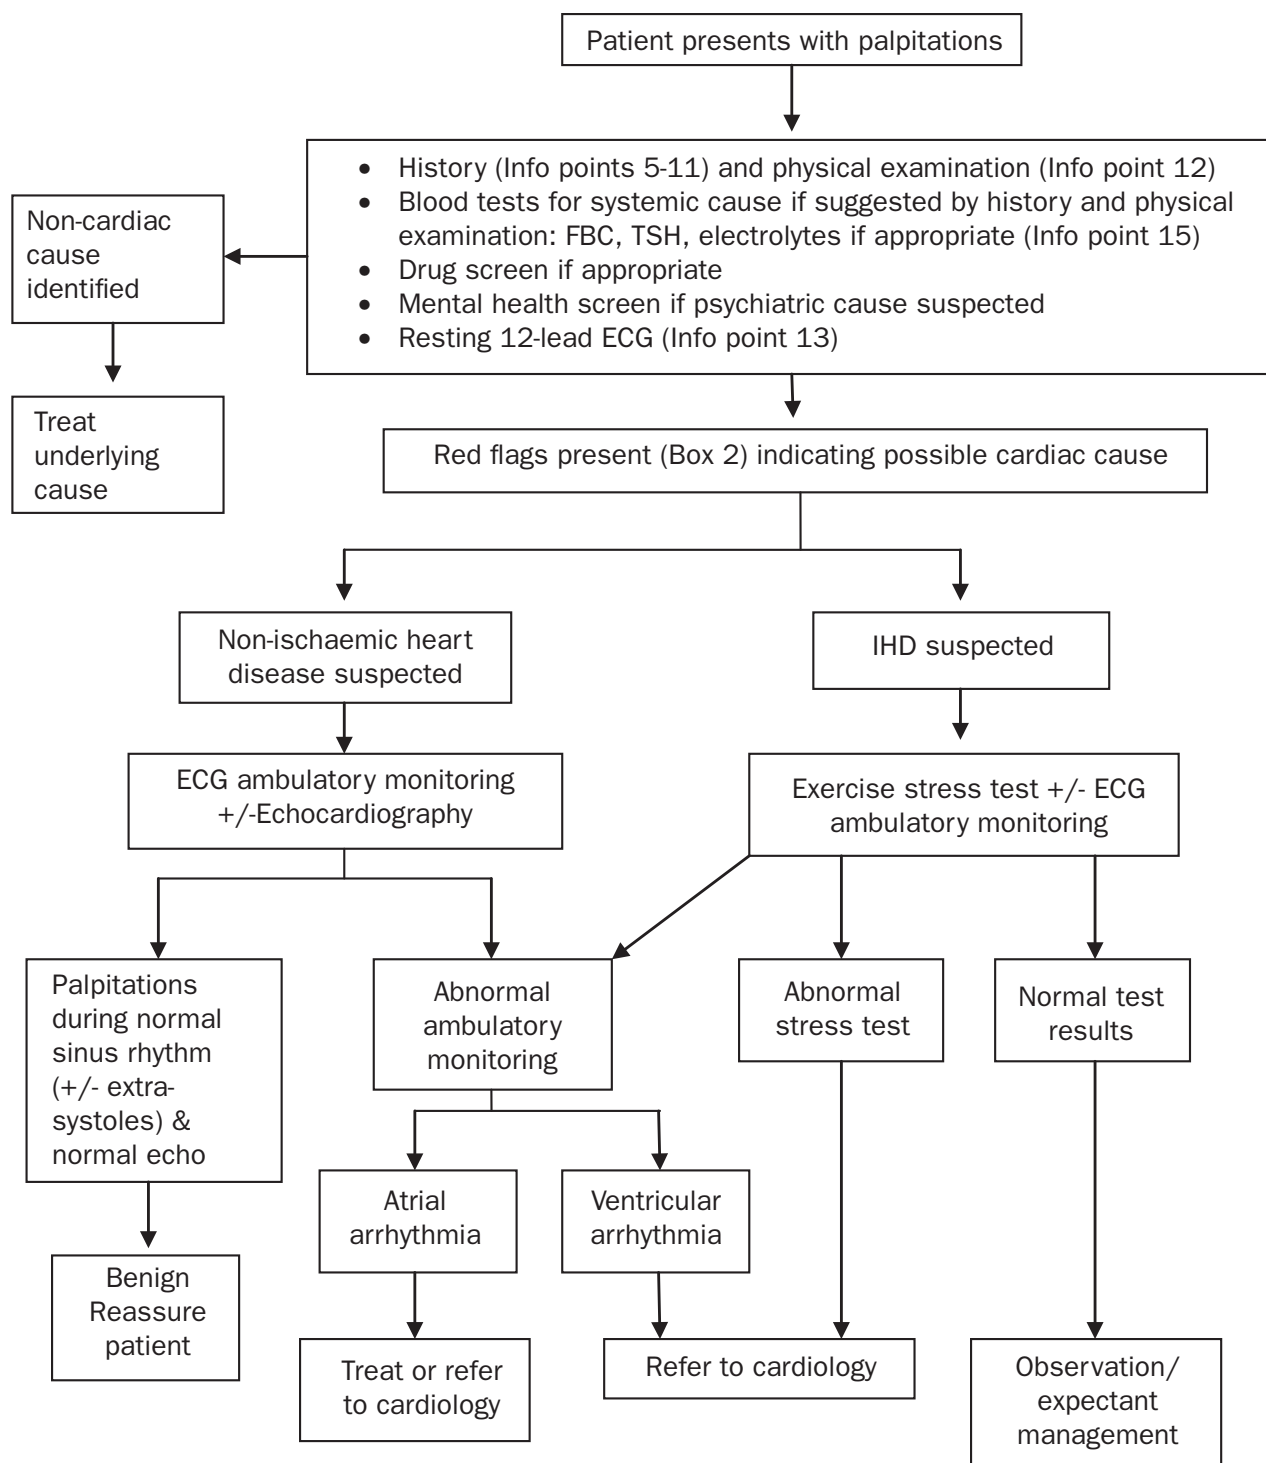 Patient presents with palpitations
• History (Info points 5-11) and physical examination (Info point 12)
• Blood tests for systemic cause if suggested by history and physical
examination: FBC, TSH, electrolytes if appropriate (Info point 15)
• Drug screen if appropriate
• Mental health screen if psychiatric cause suspected
• Resting 12-lead ECG (Info point 13)
Non-cardiac
cause
identified
Treat
underlying
cause
Red flags present (Box 2) indicating possible cardiac cause
Non-ischaemic heart
disease suspected
IHD suspected
ECG ambulatory monitoring
+/-Echocardiography
Exercise stress test +/- ECG
ambulatory monitoring
Palpitations
during normal
sinus rhythm
(+/- extra-
systoles) &
normal echo
Abnormal
ambulatory
monitoring
Abnormal
stress test
Normal test
results
Atrial
arrhythmia
Ventricular
arrhythmia
Benign
Reassure
patient
Treat or refer
to cardiology
Refer to cardiology
Observation/
expectant
management